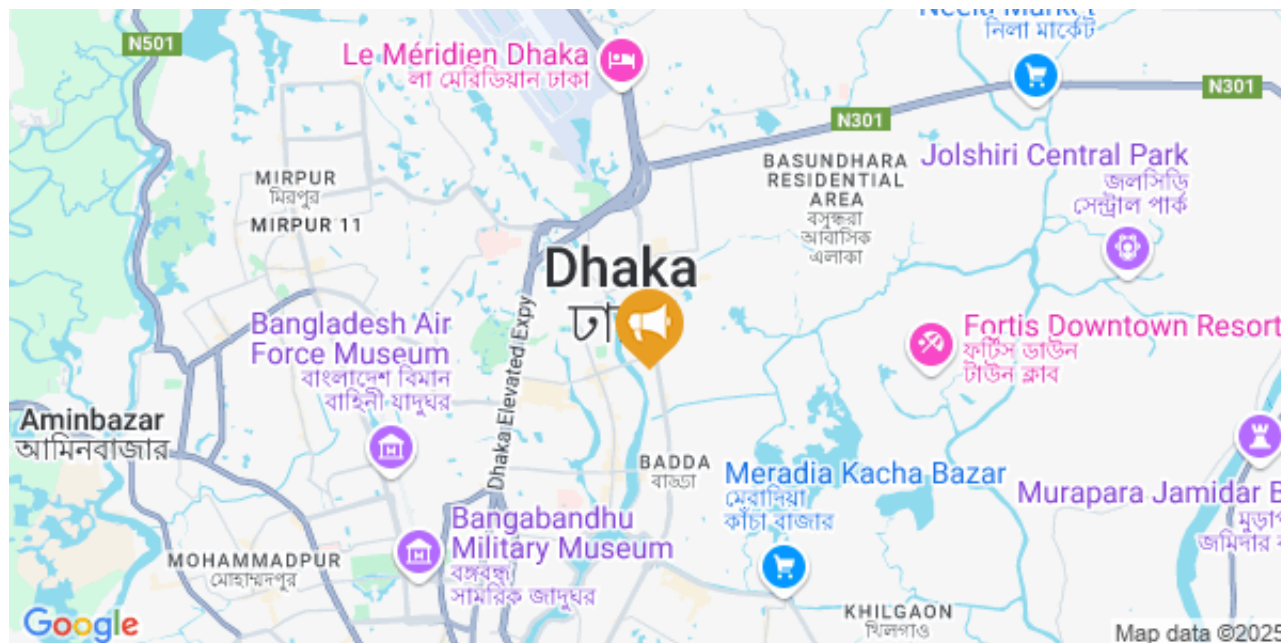 N501
Le Méridien Dhaka
লা মেরিডিয়ান ঢাকা
নিলা মার্কেট
N301
N301
MIRPUR
মিরপুর
MIRPUR 11
BASUNDHARA
RESIDENTIAL
AREA
বসুন্ধরা
আবাসিক
এলাকা
Jolshiri Central Park
জলসিড়ি
সেন্ট্রাল পার্ক
Dhaka
Dhaka Elevated Expy
Bangladesh Air
Force Museum
বাংলাদেশ বিমান
বাহিনী যাদুঘর
Fortis Downtown Resort
ফর্টিস ডাউন
টাউন ক্লাব
Aminbazar
আমিনবাজার
BADDA
বাড্ডা
Meradia Kacha Bazar
মেরাদিয়া
কাঁচা বাজার
Murapara Jamidar
জমিদার
Bangabandhu
Military Museum
বঙ্গবন্ধু
সামরিক জাদুঘর
MOHAMMADPUR
মোহাম্মদপুর
KHILGAON
খিলগাঁও
Google
Map data ©2025